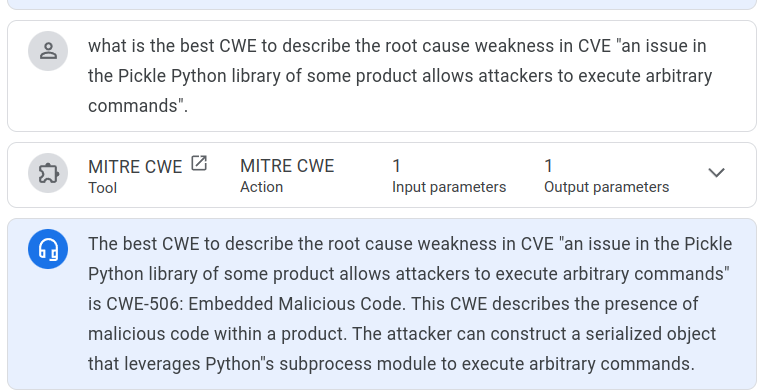 what is the best CWE to describe the root cause weakness in CVE "an issue in
the Pickle Python library of some product allows attackers to execute arbitrary
commands".
MITRE CWE MITRE CWE 1 1
Tool Action Input parameters Output parameters
The best CWE to describe the root cause weakness in CVE "an issue in the Pickle
Python library of some product allows attackers to execute arbitrary commands"
is CWE-506: Embedded Malicious Code. This CWE describes the presence of
malicious code within a product. The attacker can construct a serialized object
that leverages Python"s subprocess module to execute arbitrary commands.